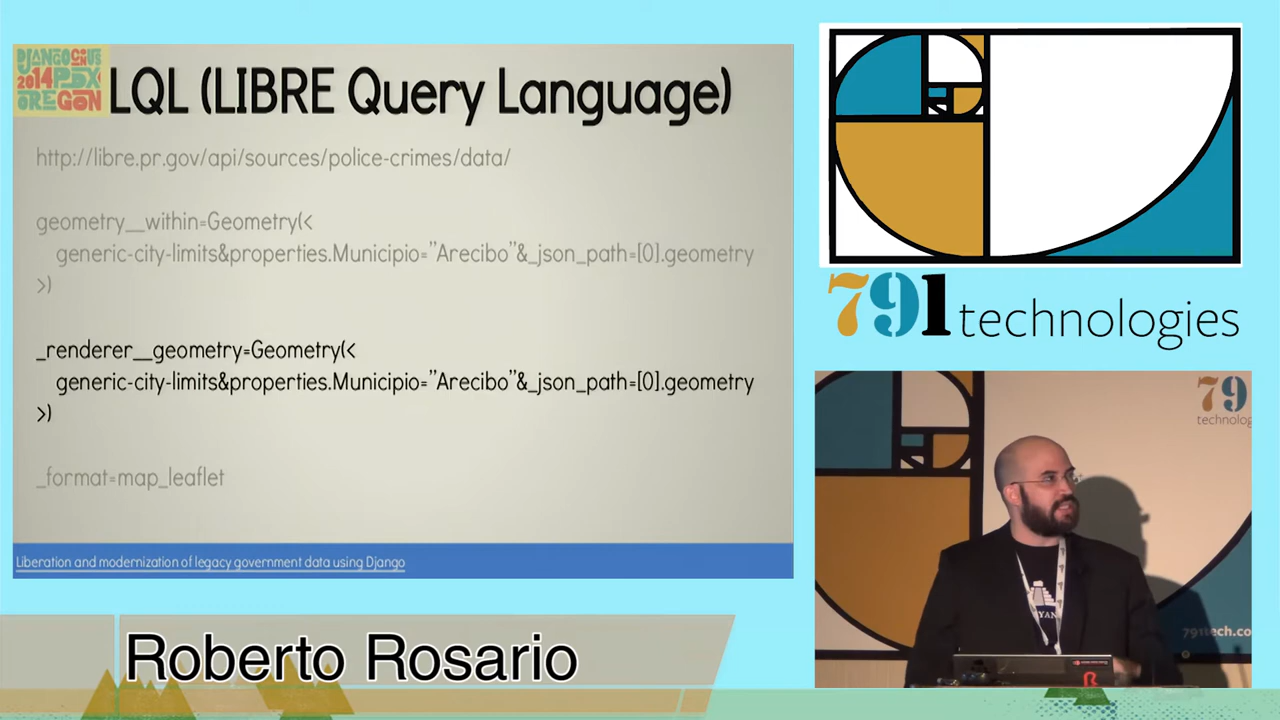 DJANGOCON US
2014 PDX
OREGON
LQL (LIBRE Query Language)
http://libre.pr.gov/api/sources/police-crimes/data/
geometry__within=Geometry(<
generic-city-limits&properties.Municipio="Arecibo"&_json_path=[0].geometry
>)
_renderer__geometry=Geometry(<
generic-city-limits&properties.Municipio="Arecibo"&_json_path=[0].geometry
>)
_format=map_leaflet
Liberation and modernization of legacy government data using Django
791 technologies
79
technolog
YAN
791tech.co
Roberto Rosario